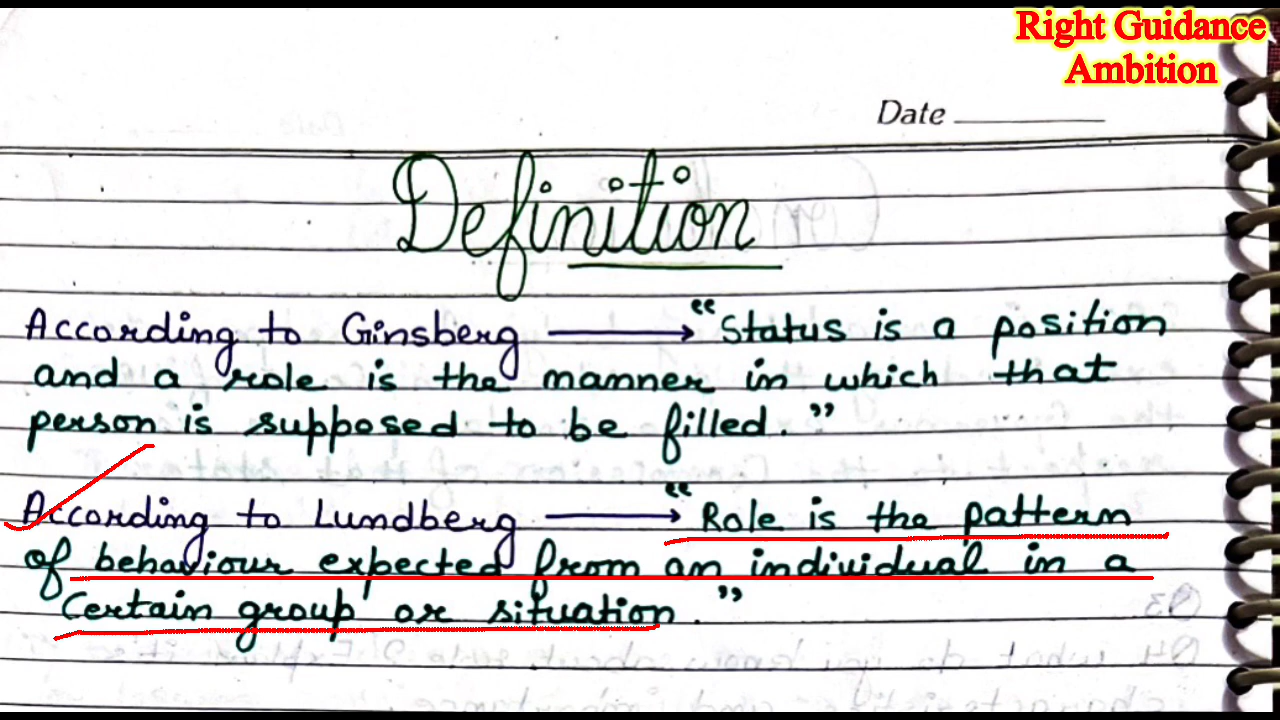 Right Guidance
Ambition
Date
Definition
According to Ginsberg → "Status is a position
and a role is the manner in which that
person is supposed to be filled."
According to Lundberg → "Role is the pattern
of behaviour expected from an individual in a
certain group or situation."